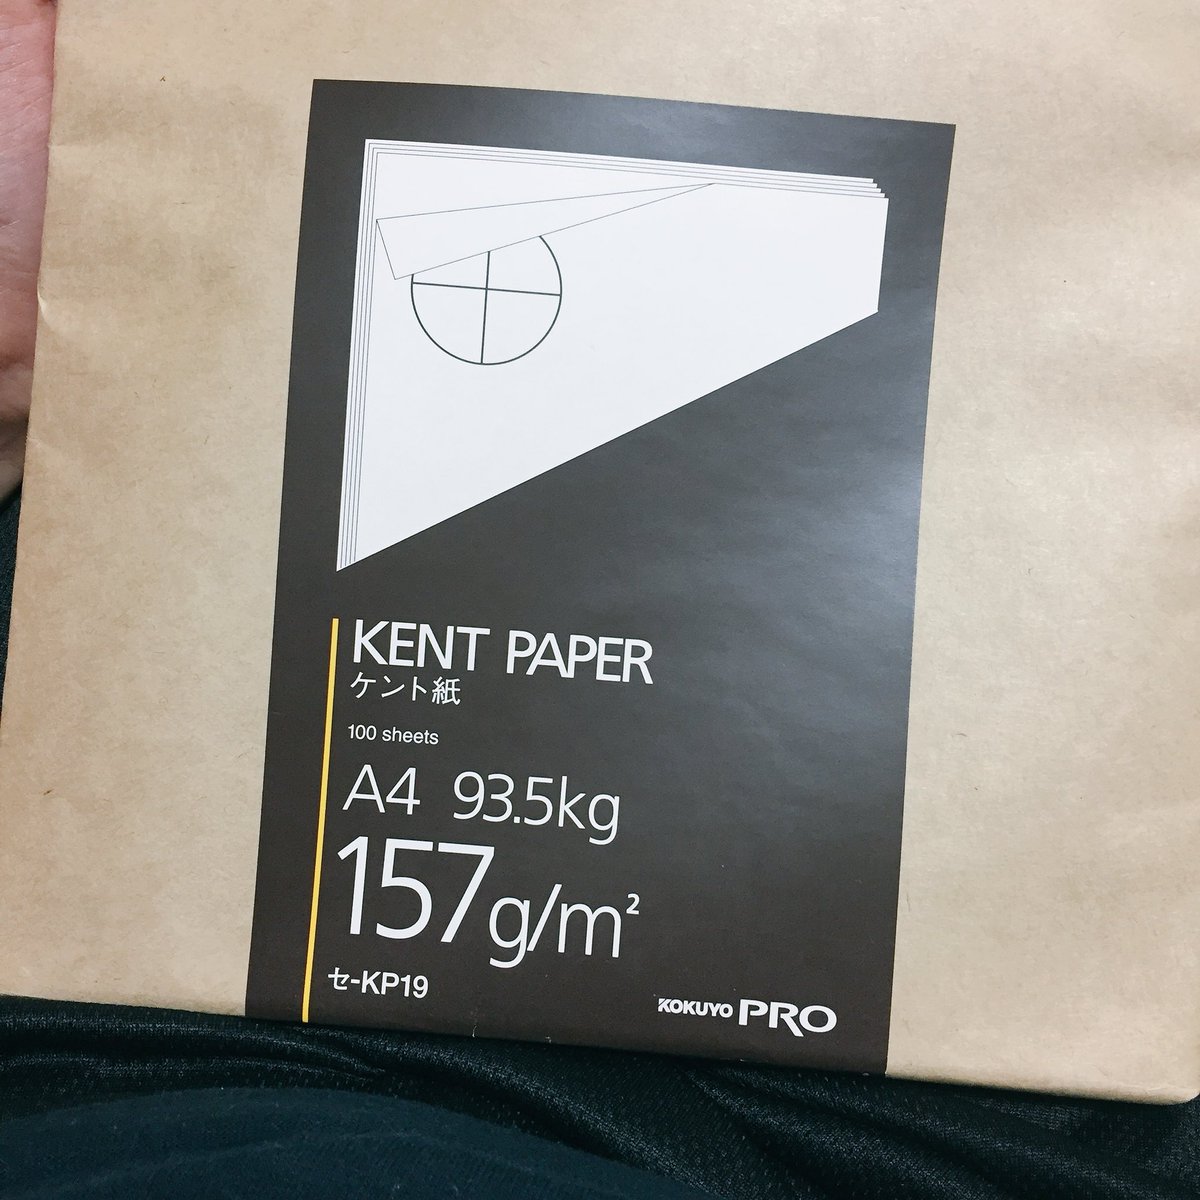 KENT PAPER
ケント紙
100 sheets
A4 93.5kg
157g/m²
セ-KP19
KOKUYO PRO